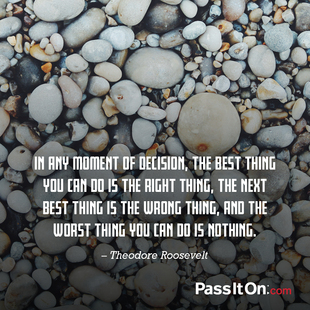 IN ANY MOMENT OF DECISION, THE BEST THING
YOU CAN DO IS THE RIGHT THING, THE NEXT
BEST THING IS THE WRONG THING, AND THE
WORST THING YOU CAN DO IS NOTHING.
– Theodore Roosevelt
PassItOn.com